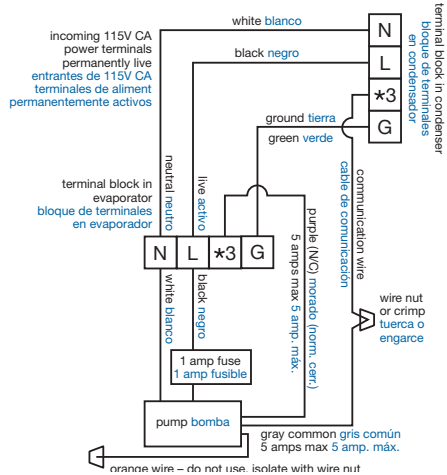 white blanco
N
incoming 115V CA
power terminals
permanently live
entrantes de 115V CA
terminales de aliment
permanentemente activos
black negro
L
*3
ground tierra
green verde
G
terminal block in condenser
bloque de terminales
en condensador
neutral neutro
live activo
terminal block in
evaporator
bloque de terminales
en evaporador
N L *3 G
purple (N/C) morado (norm. cerr.)
5 amps max 5 amp. máx.
communication wire
cable de comunicación
white blanco
black negro
wire nut
or crimp
tuerca o
engarce
1 amp fuse
1 amp fusible
pump bomba
gray common gris común
5 amps max 5 amp. máx.
orange wire – do not use, isolate with wire nut